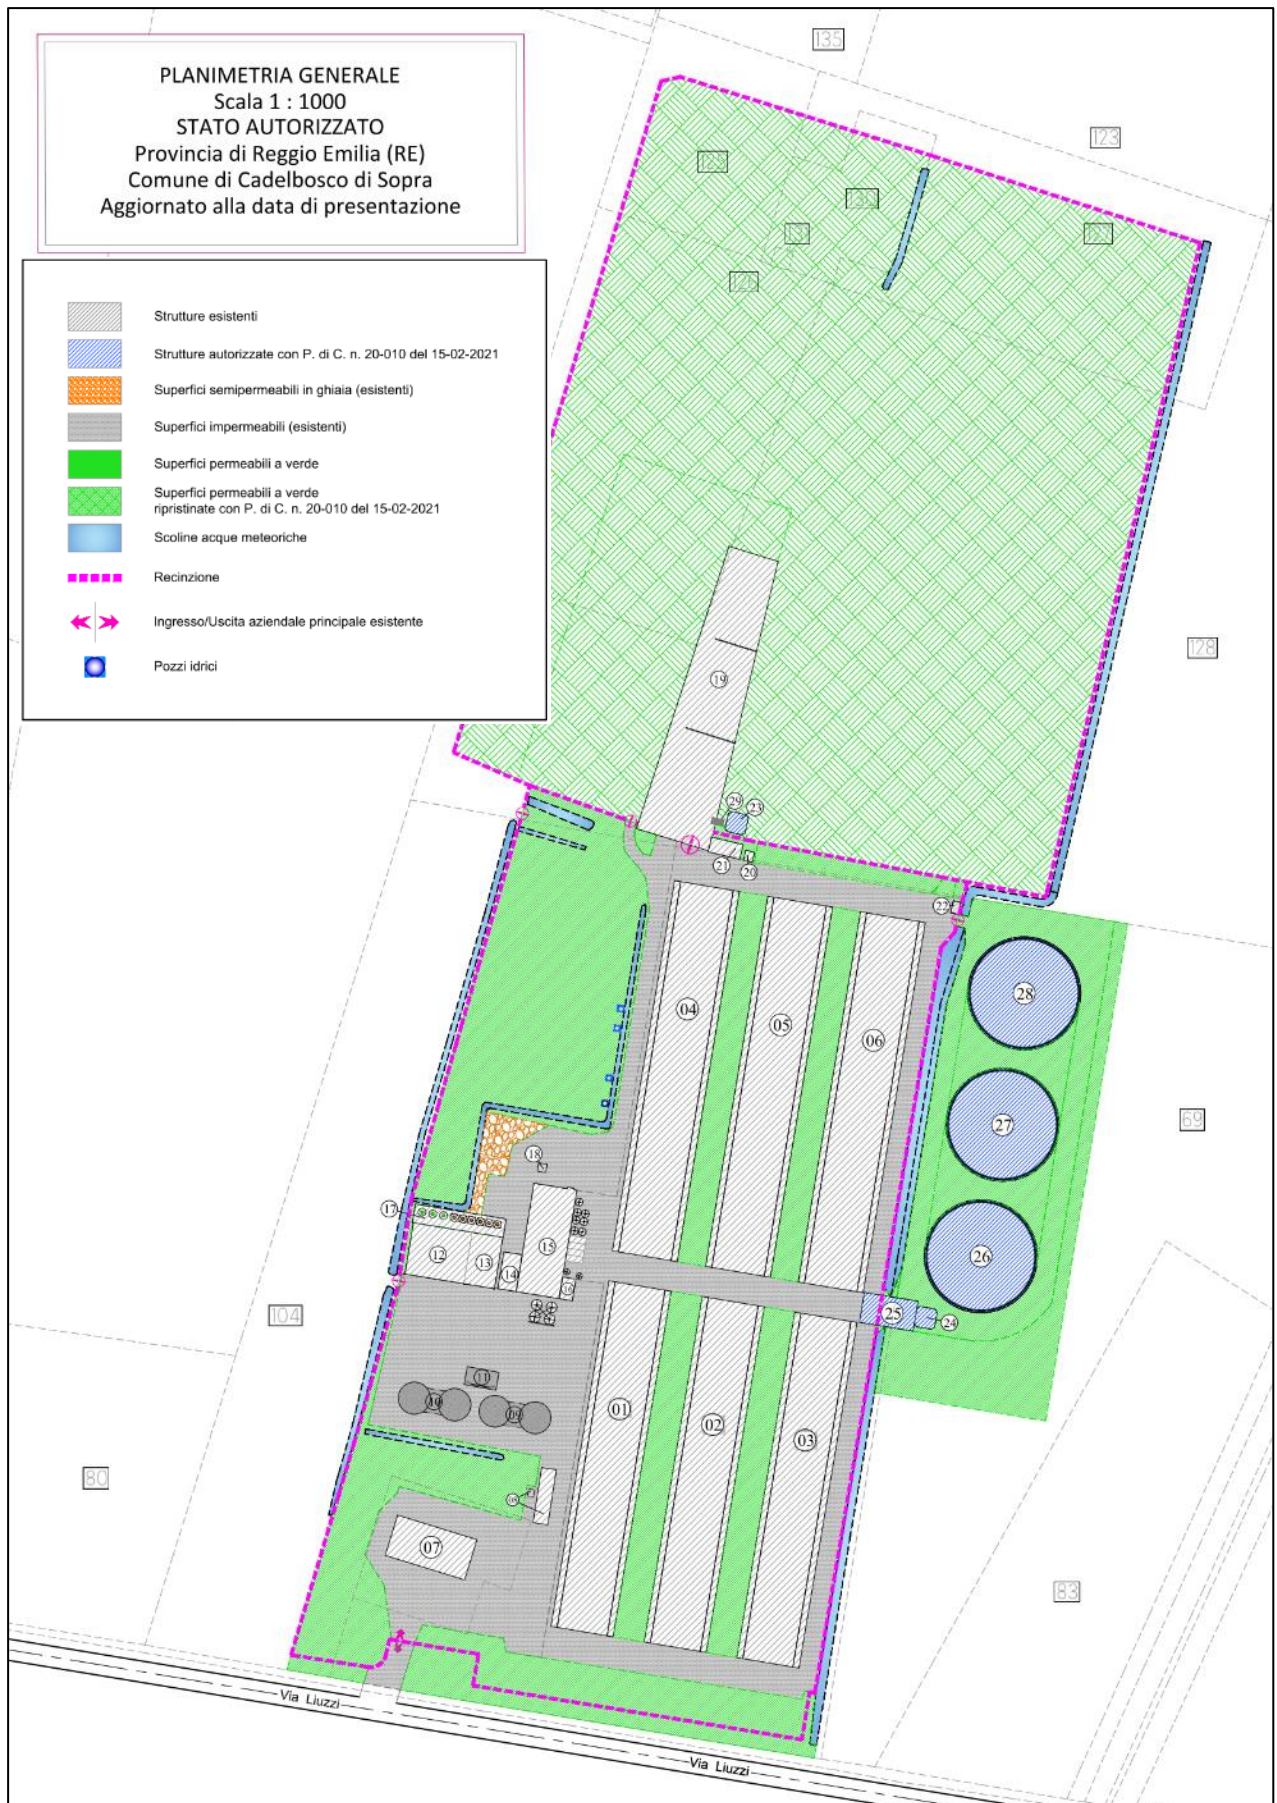 PLANIMETRIA GENERALE
Scala 1 : 1000
STATO AUTORIZZATO
Provincia di Reggio Emilia (RE)
Comune di Cadelbosco di Sopra
Aggiornato alla data di presentazione
Strutture esistenti
Strutture autorizzate con P. di C. n. 20-010 del 15-02-2021
Superfici semipermeabili in ghiaia (esistenti)
Superfici impermeabili (esistenti)
Superfici permeabili a verde
Superfici permeabili a verde
ripristinate con P. di C. n. 20-010 del 15-02-2021
Scoline acque meteoriche
Recinzione
Ingresso/Uscita aziendale principale esistente
Pozzi idrici
135
123
125
130
131
126
128
19
29
23
21
20
22
04
05
06
28
27
26
69
18
17
12
13
14
15
16
25
24
104
11
10
09
01
02
03
80
08
07
83
Via Liuzzi
Via Liuzzi